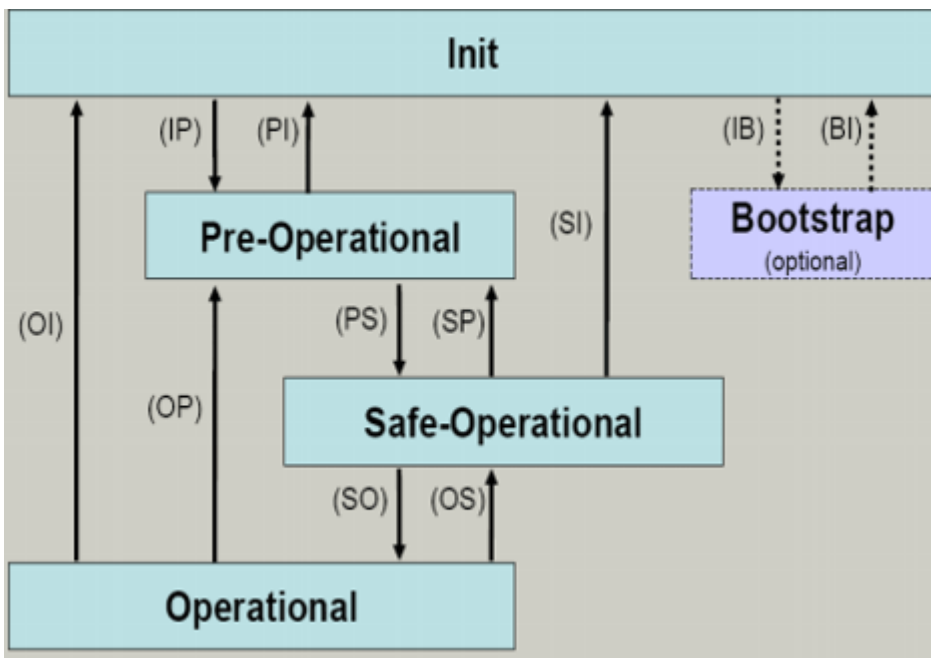 Init
(IP)
(PI)
(IB)
(BI)
Pre-Operational
(SI)
Bootstrap
(optional)
(OI)
(PS)
(SP)
(OP)
Safe-Operational
(SO)
(OS)
Operational